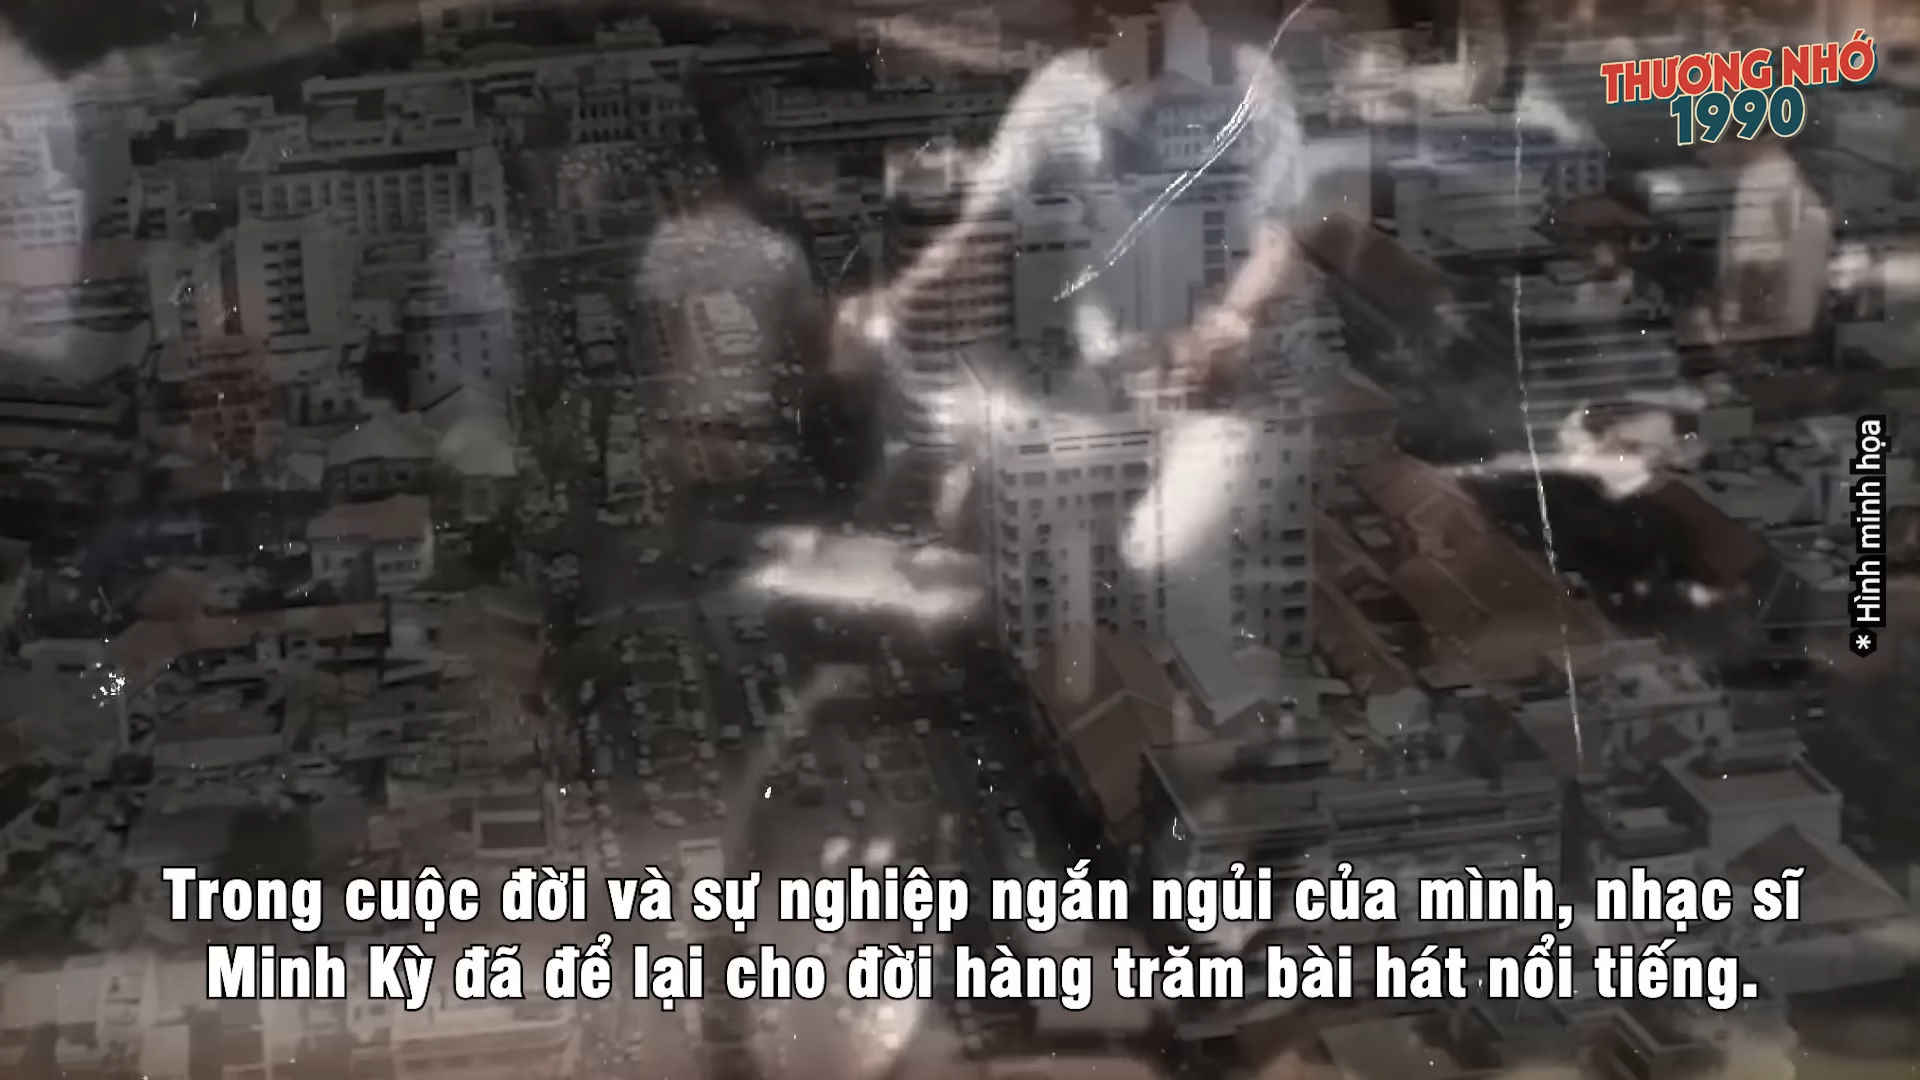 THƯƠNG NHỚ
1990
* Hình minh họa
Trong cuộc đời và sự nghiệp ngắn ngủi của mình, nhạc sĩ
Minh Kỳ đã để lại cho đời hàng trăm bài hát nổi tiếng.